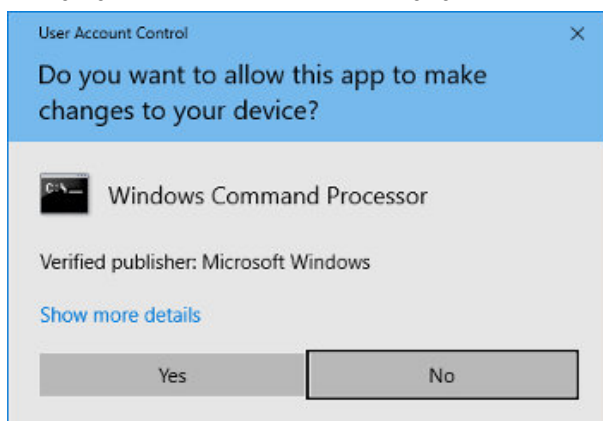 User Account Control
Do you want to allow this app to make
changes to your device?
Windows Command Processor
Verified publisher: Microsoft Windows
Show more details
Yes
No